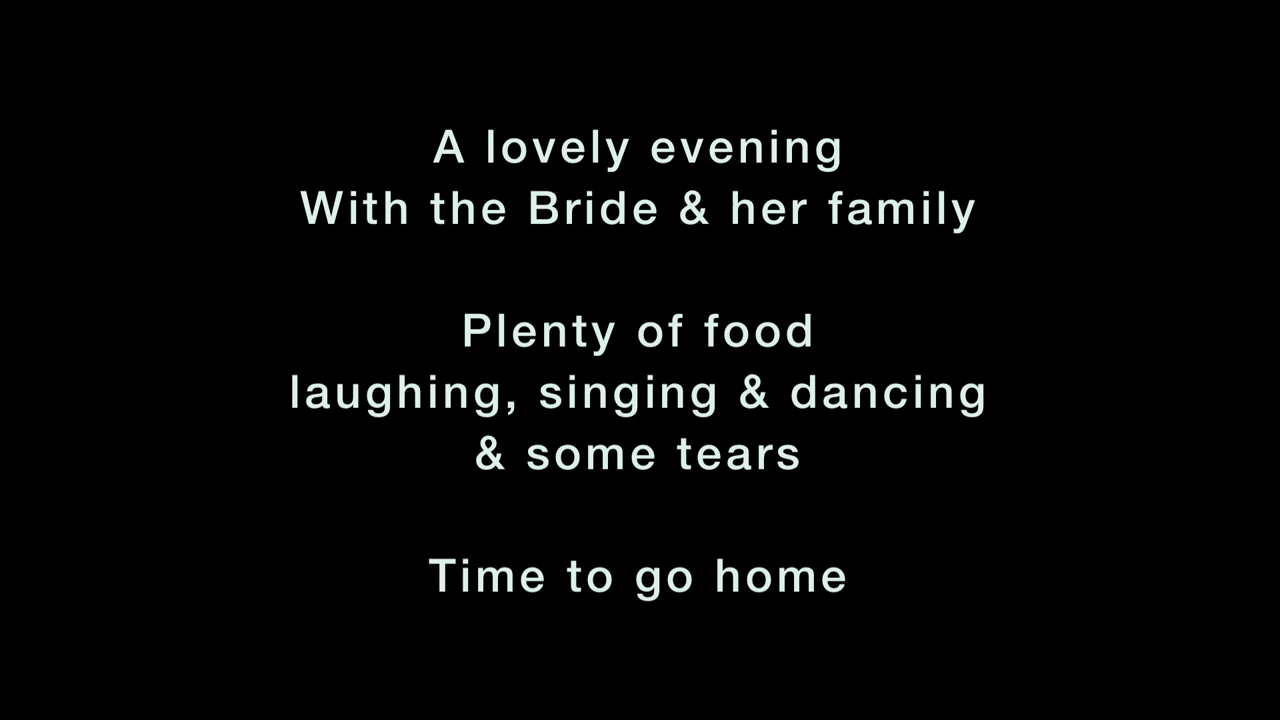 A lovely evening
With the Bride & her family
Plenty of food
laughing, singing & dancing
& some tears
Time to go home